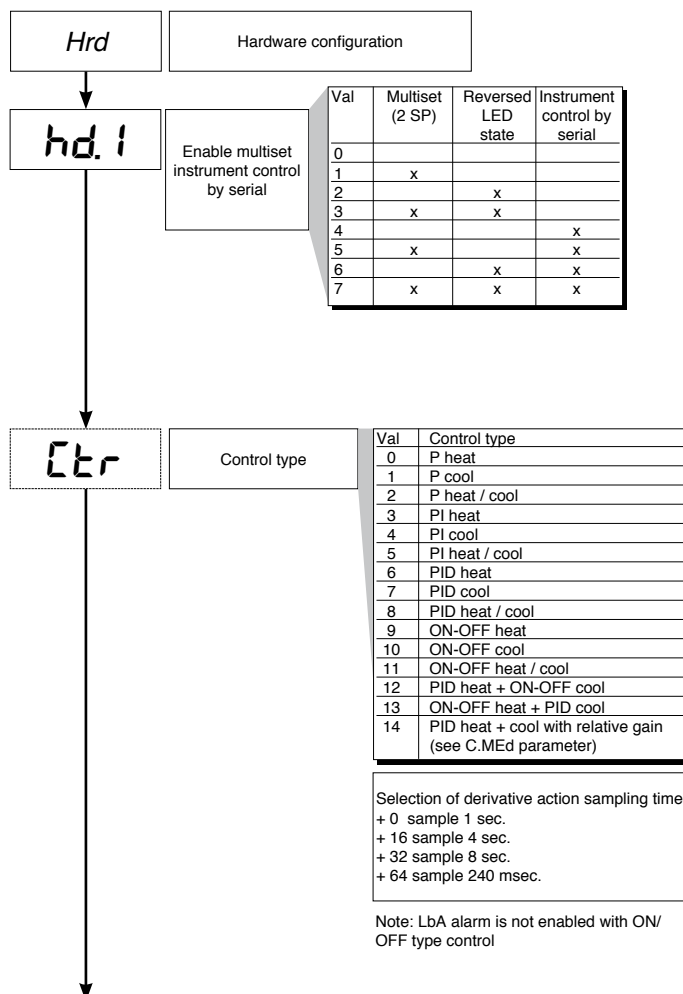 Hrd
Hardware configuration
hd. 1
Enable multiset
instrument control
by serial
Val Multiset (2 SP) Reversed LED state Instrument control by serial
0
1 x
2 x
3 x x
4 x
5 x x
6 x x
7 x x x
Ctr
Control type
Val Control type
0 P heat
1 P cool
2 P heat / cool
3 PI heat
4 PI cool
5 PI heat / cool
6 PID heat
7 PID cool
8 PID heat / cool
9 ON-OFF heat
10 ON-OFF cool
11 ON-OFF heat / cool
12 PID heat + ON-OFF cool
13 ON-OFF heat + PID cool
14 PID heat + cool with relative gain
(see C.MEd parameter)
Selection of derivative action sampling time
+ 0 sample 1 sec.
+ 16 sample 4 sec.
+ 32 sample 8 sec.
+ 64 sample 240 msec.
Note: LbA alarm is not enabled with ON/
OFF type control